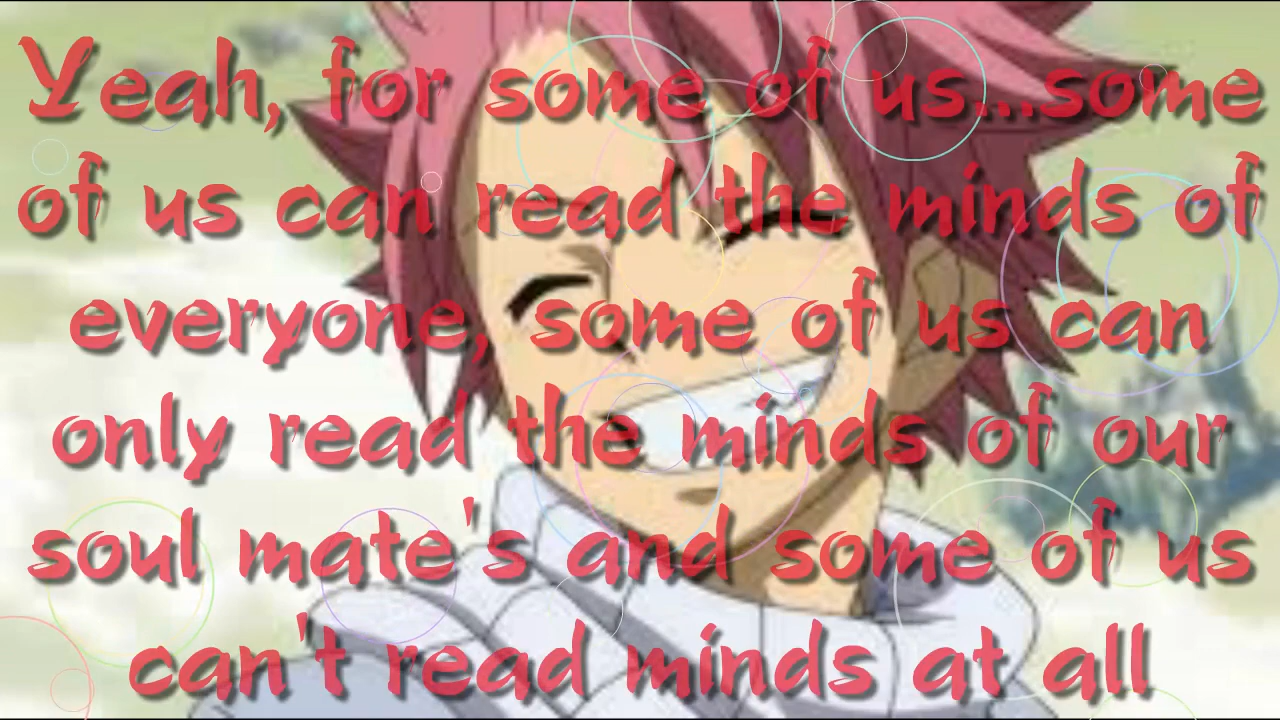 Yeah, for some of us...some
of us can read the minds of
everyone, some of us can
only read the minds of our
soul mate's and some of us
can't read minds at all